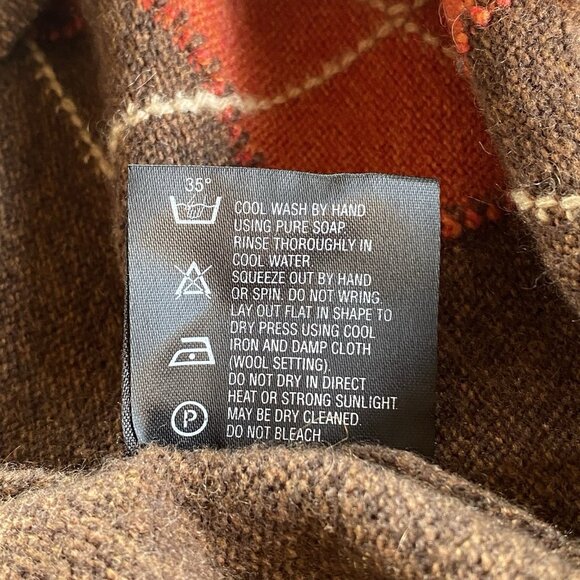 35°
COOL WASH BY HAND
USING PURE SOAP.
RINSE THOROUGHLY IN
COOL WATER.
SQUEEZE OUT BY HAND
OR SPIN. DO NOT WRING.
LAY OUT FLAT IN SHAPE TO
DRY PRESS USING COOL
IRON AND DAMP CLOTH
(WOOL SETTING).
DO NOT DRY IN DIRECT
HEAT OR STRONG SUNLIGHT.
MAY BE DRY CLEANED.
DO NOT BLEACH.
P